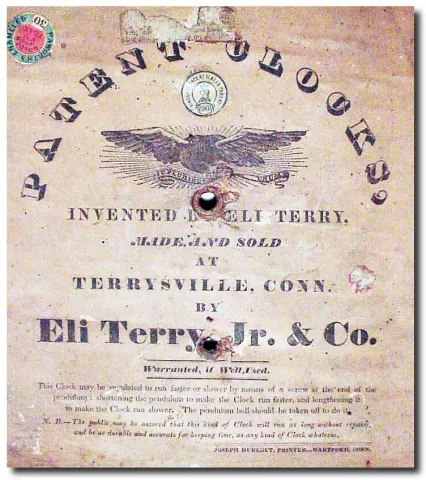 PATENT CLOCKS,
E PLURIBUS UNUM
INVENTED BY ELI TERRY,
MADE AND SOLD
AT
TERRYSVILLE, CONN.
BY
Eli Terry, Jr. & Co.
Warranted, if Well Used.
This Clock may be regulated to run faster or slower by means of a screw at the end of the
pendulum: shortening the pendulum to make the Clock run faster, and lengthening it
to make the Clock run slower. The pendulum ball should be taken off to do it.
N. B.—The public may be assured that this kind of Clock will run as long without repairs,
and be as durable and accurate for keeping time, as any kind of Clock whatever.
JOSEPH HURLBUT, PRINTER—HARTFORD, CONN.